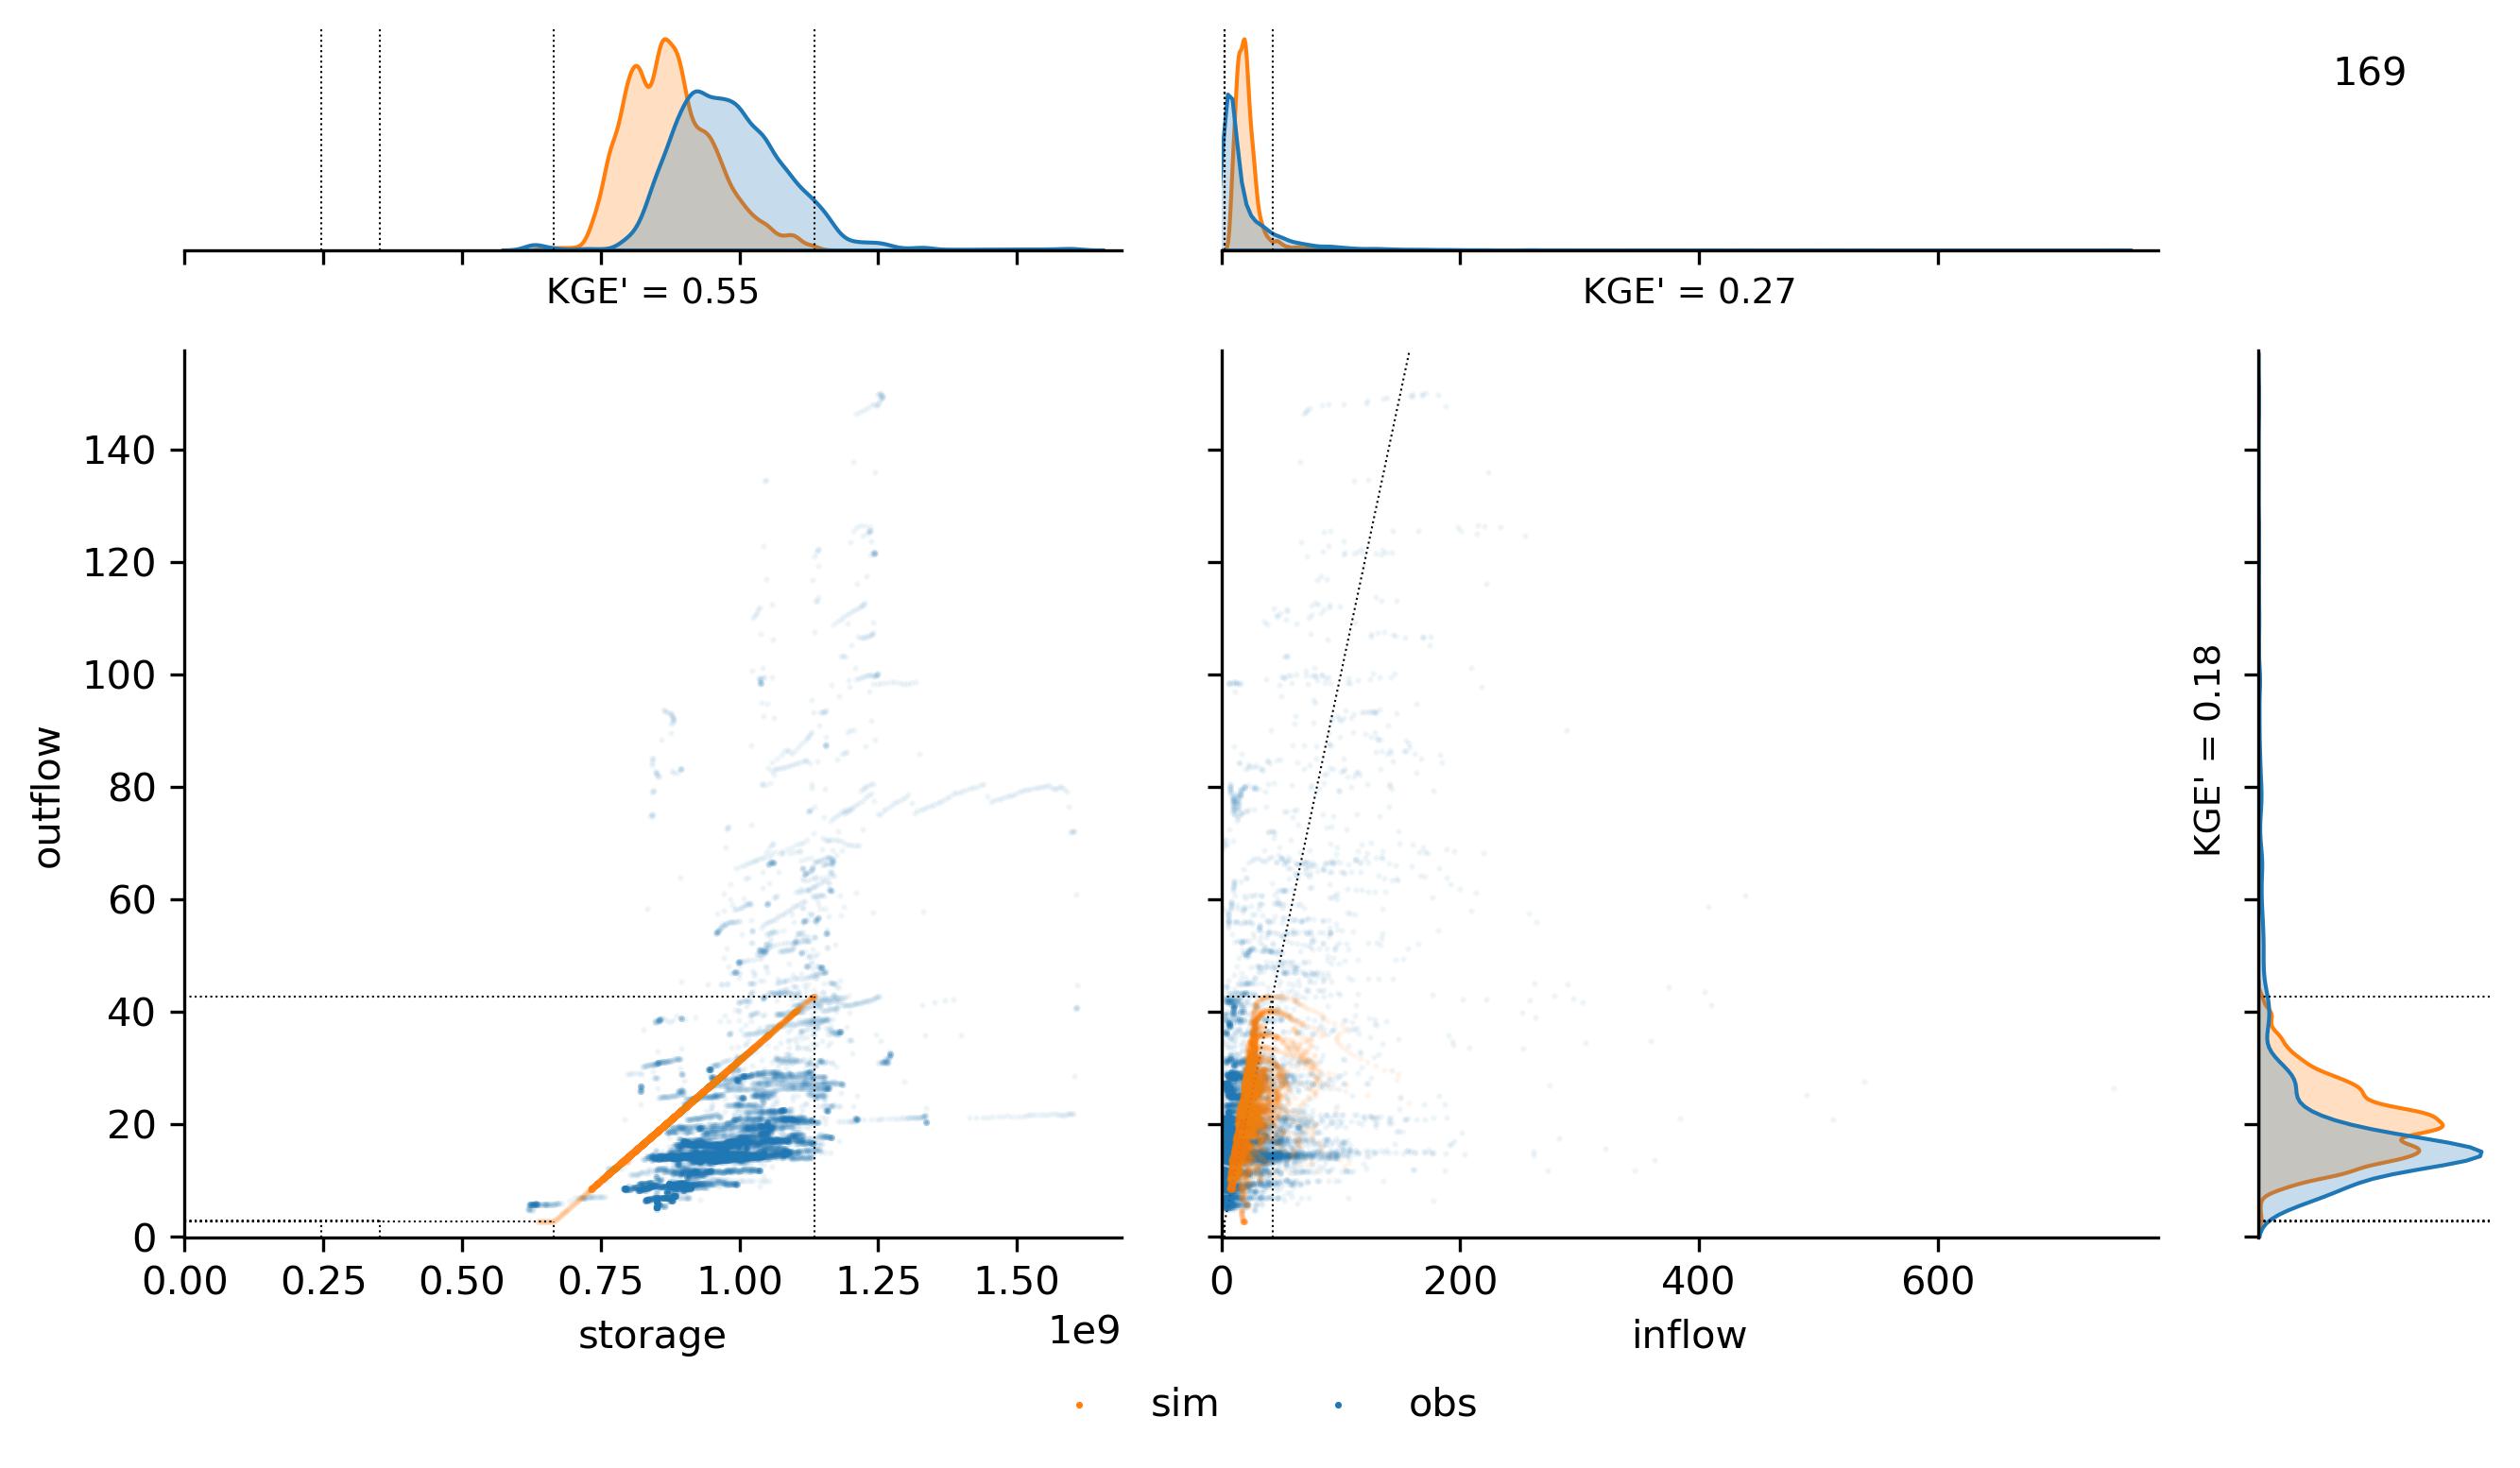 169
KGE' = 0.55
KGE' = 0.27
outflow
140
120
100
80
60
40
20
0
KGE' = 0.18
0.00 0.25 0.50 0.75 1.00 1.25 1.50
0 200 400 600
storage
1e9
inflow
sim
obs